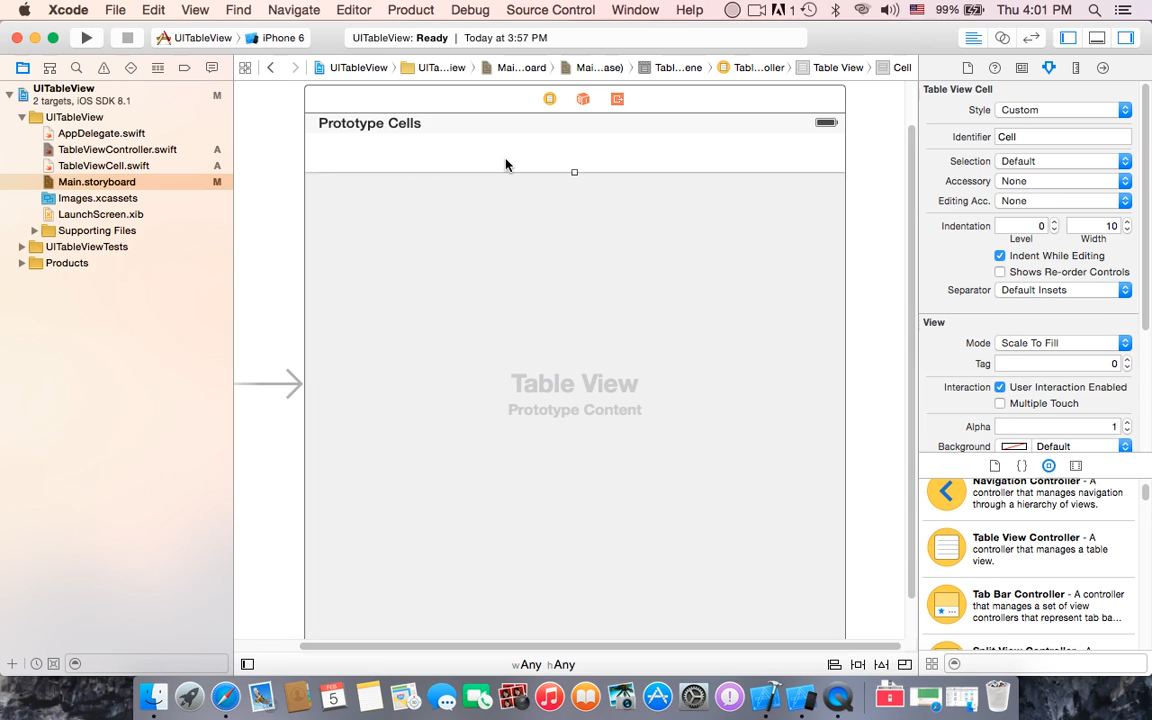 Xcode File Edit View Find Navigate Editor Product Debug Source Control Window Help 1 99% Thu 4:01 PM
UITableView iPhone 6 UITableView: Ready | Today at 3:57 PM
UITableView UITa...iew Mai...oard Mai...ase) Tabl...ene Tabl...oller Table View Cell
UITableView M
2 targets, iOS SDK 8.1
UITableView
AppDelegate.swift
TableViewController.swift A
TableViewCell.swift A
Main.storyboard M
Images.xcassets
LaunchScreen.xib
Supporting Files
UITableViewTests
Products
Prototype Cells
Table View
Prototype Content
wAny hAny
Table View Cell
Style Custom
Identifier Cell
Selection Default
Accessory None
Editing Acc. None
Indentation 0 10
Level Width
Indent While Editing
Shows Re-order Controls
Separator Default Insets
View
Mode Scale To Fill
Tag 0
Interaction User Interaction Enabled
Multiple Touch
Alpha 1
Background Default
{}
Navigation Controller - A
controller that manages navigation
through a hierarchy of views.
Table View Controller - A
controller that manages a table
view.
Tab Bar Controller - A controller
that manages a set of view
controllers that represent tab ba...
FEB
5